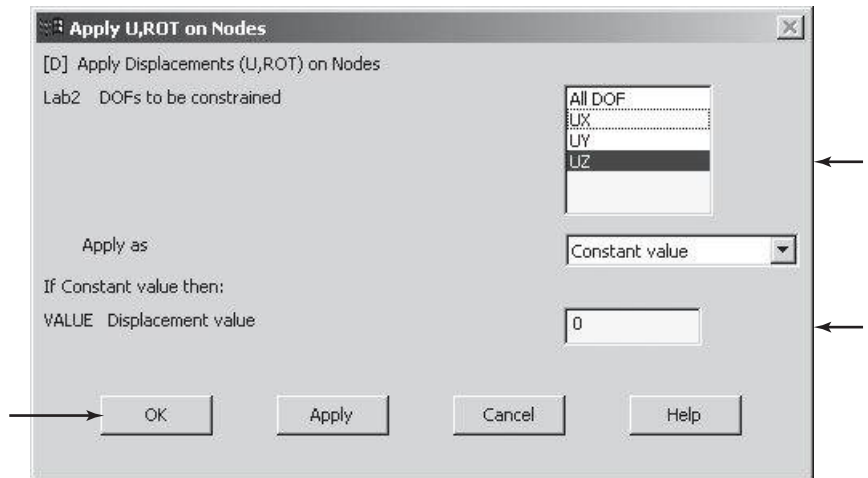 Apply U,ROT on Nodes
[D] Apply Displacements (U,ROT) on Nodes
Lab2 DOFs to be constrained
All DOF
UX
UY
UZ
Apply as
Constant value
If Constant value then:
VALUE Displacement value
0
OK
Apply
Cancel
Help